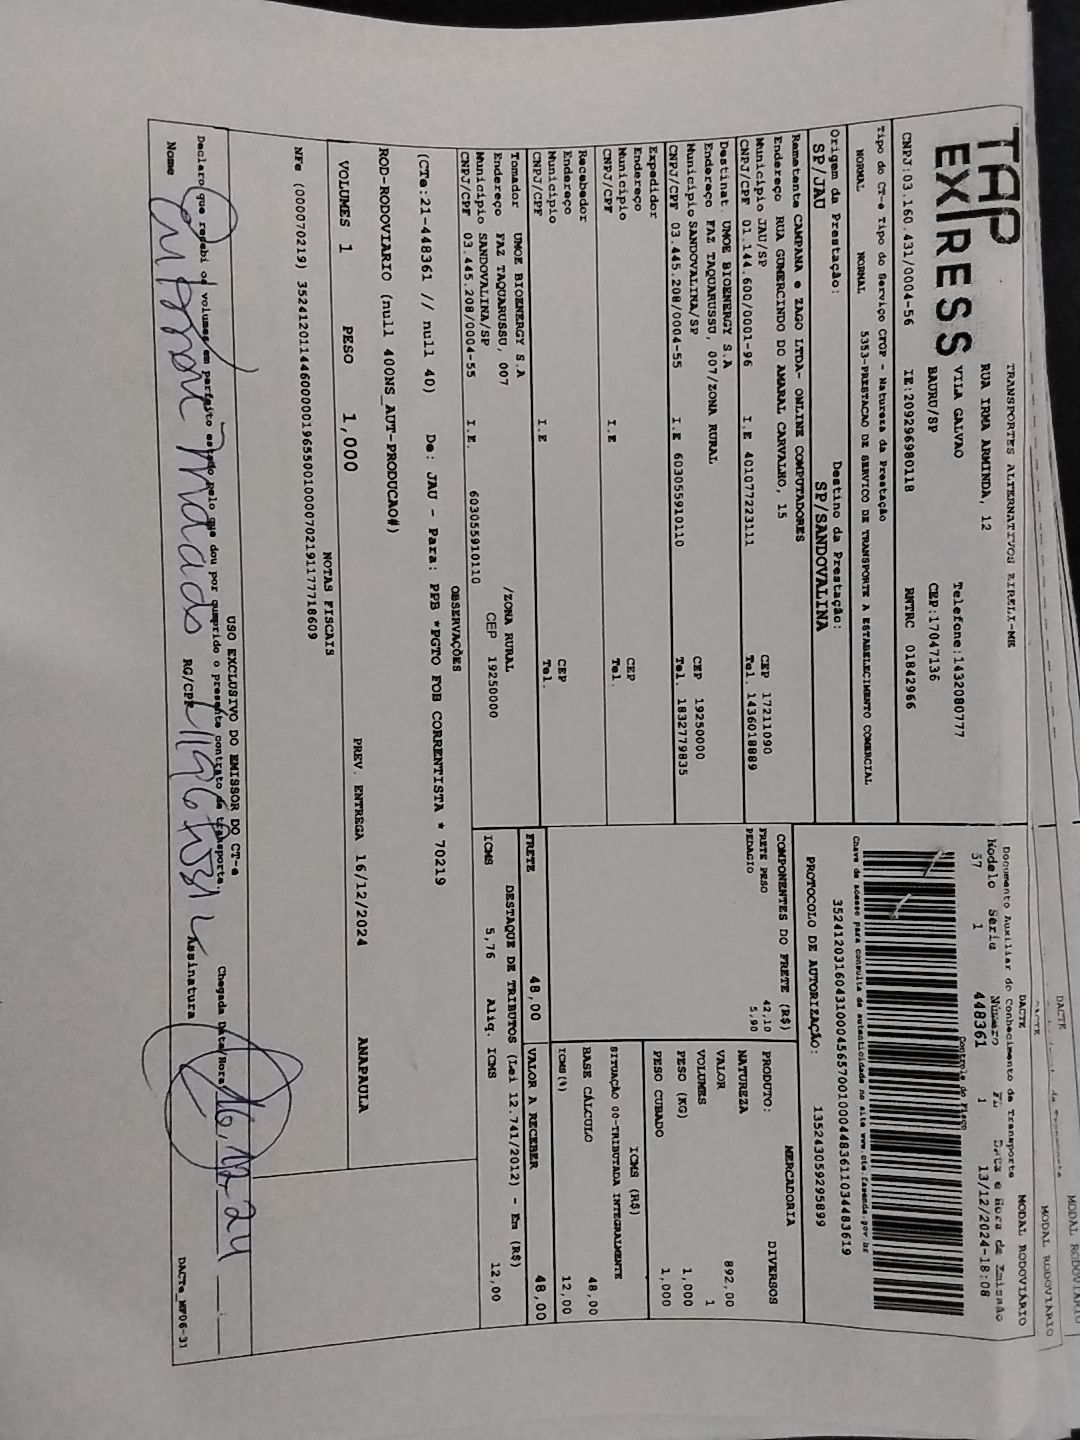 TAP
EXPRESS
TRANSPORTES ALTERNATIVOS EIRELI-ME
RUA IRMA ARMINDA, 12
VILA GALVAO Telefone:1432080777
BAURU/SP CEP:17047136
CNPJ:03.160.431/0004-56 IE:209296980118 RNTRC 01842966
DACTE
DACTE
MODAL RODOVIARIO
MODAL RODOVIARIO
DACTE MODAL RODOVIARIO
Documento Auxiliar do Conhecimento de Transporte
Modelo Serie Número FL Data e Hora de Emissão
57 1 448361 1 13/12/2024-18:08
Controle do Fisco
Chave de acesso para consulta de autenticidade no site www.cte.fazenda.gov.br
35241203160431000456570010004483611034483619
PROTOCOLO DE AUTORIZAÇÃO: 135243059295899
Tipo do CT-e Tipo do Serviço CFOP - Natureza da Prestação
NORMAL NORMAL 5353-PRESTACAO DE SERVICO DE TRANSPORTE A ESTABELECIMENTO COMERCIAL
Origem da Prestação: Destino da Prestação:
SP/JAU SP/SANDOVALINA
Remetente CAMPANA e ZAGO LTDA- ONLINE COMPUTADORES
Endereço RUA GUMERCINDO DO AMARAL CARVALHO, 15
Município JAU/SP CEP 17211090
CNPJ/CPF 01.144.600/0001-96 I.E 401077223111 Tel. 1436018889
Destinat. UMOE BIOENERGY S.A
Endereço FAZ TAQUARUSSU, 007/ZONA RURAL
Município SANDOVALINA/SP CEP 19250000
CNPJ/CPF 03.445.208/0004-55 I.E 603055910110 Tel. 1832779835
Expedidor
Endereço
Município CEP
CNPJ/CPF I.E Tel.
Recebedor
Endereço
Município CEP
CNPJ/CPF I.E Tel.
Tomador UMOE BIOENERGY S.A
Endereço FAZ TAQUARUSSU, 007 /ZONA RURAL
Município SANDOVALINA/SP CEP 19250000
CNPJ/CPF 03.445.208/0004-55 I.E. 603055910110
COMPONENTES DO FRETE (R$)
FRETE PESO 42,10
PEDAGIO 5,90
MERCADORIA
PRODUTO: DIVERSOS
NATUREZA
VALOR 892,00
VOLUMES 1
PESO (KG) 1,000
PESO CUBADO 1,000
ICMS (R$)
SITUAÇÃO 00-TRIBUTADA INTEGRALMENTE
BASE CÁLCULO 48,00
ICMS(%) 12,00
FRETE 48,00 VALOR A RECEBER 48,00
DESTAQUE DE TRIBUTOS (Lei 12.741/2012) - Em (R$)
ICMS 5,76 Aliq. ICMS 12,00
OBSERVAÇÕES
(CTe:21-448361 // null 40) De: JAU - Para: PPB *PGTO FOB CORRENTISTA * 70219
ROD-RODOVIARIO (null 400NS_AUT-PRODUCAO#)
VOLUMES 1 PESO 1,000 PREV. ENTREGA 16/12/2024 ANAPAULA
NOTAS FISCAIS
NFe (000070219) 35241201144600000196550010000702191177718609
USO EXCLUSIVO DO EMISSOR DO CT-e
Declaro que recebi os volumes em perfeito estado pelo que dou por cumprido o presente contrato de transporte. Chegada Data/Hora 16,12,24 :
Nome RG/CPF Assinatura
DACTe_MF06-31